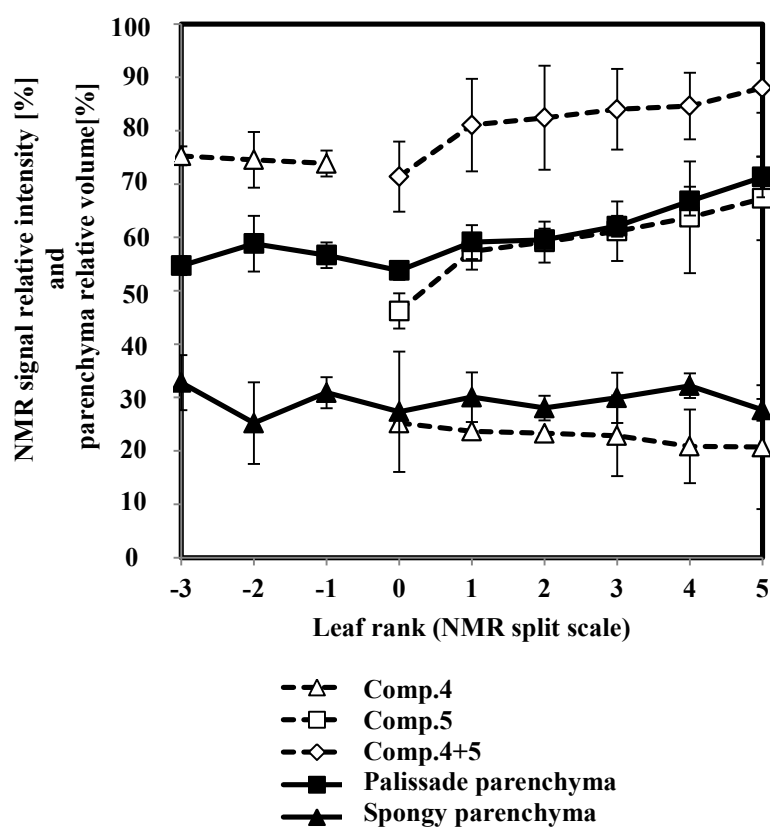 NMR signal relative intensity [%]
and
parenchyma relative volume[%]
100
90
80
70
60
50
40
30
20
10
0
-3 -2 -1 0 1 2 3 4 5
Leaf rank (NMR split scale)
Comp.4
Comp.5
Comp.4+5
Palissade parenchyma
Spongy parenchyma